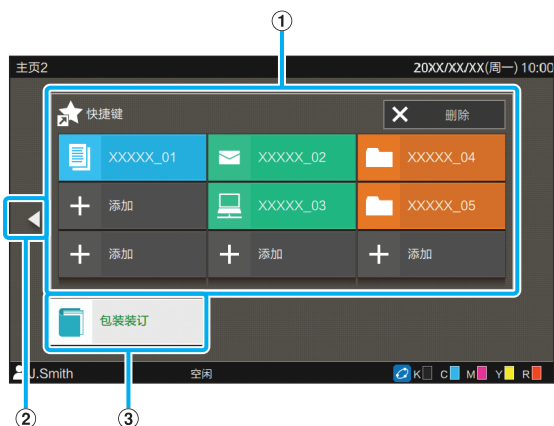 ①
主页2 20XX/XX/XX(周一) 10:00
快捷键 删除
XXXXX_01 XXXXX_02 XXXXX_04
添加 XXXXX_03 XXXXX_05
添加 添加 添加
包装装订
J.Smith 空闲 K C M Y R
② ③